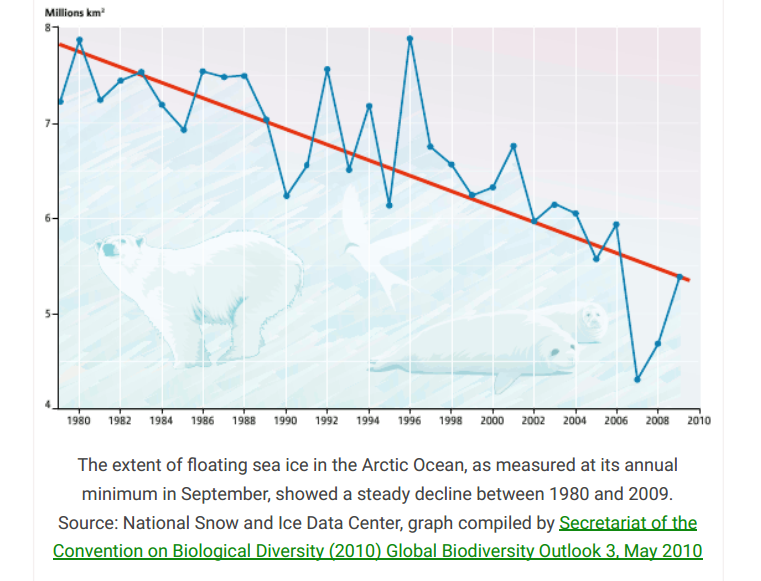 Millions km²
8
7
6
5
4
1980 1982 1984 1986 1988 1990 1992 1994 1996 1998 2000 2002 2004 2006 2008 2010
The extent of floating sea ice in the Arctic Ocean, as measured at its annual
minimum in September, showed a steady decline between 1980 and 2009.
Source: National Snow and Ice Data Center, graph compiled by Secretariat of the
Convention on Biological Diversity (2010) Global Biodiversity Outlook 3, May 2010